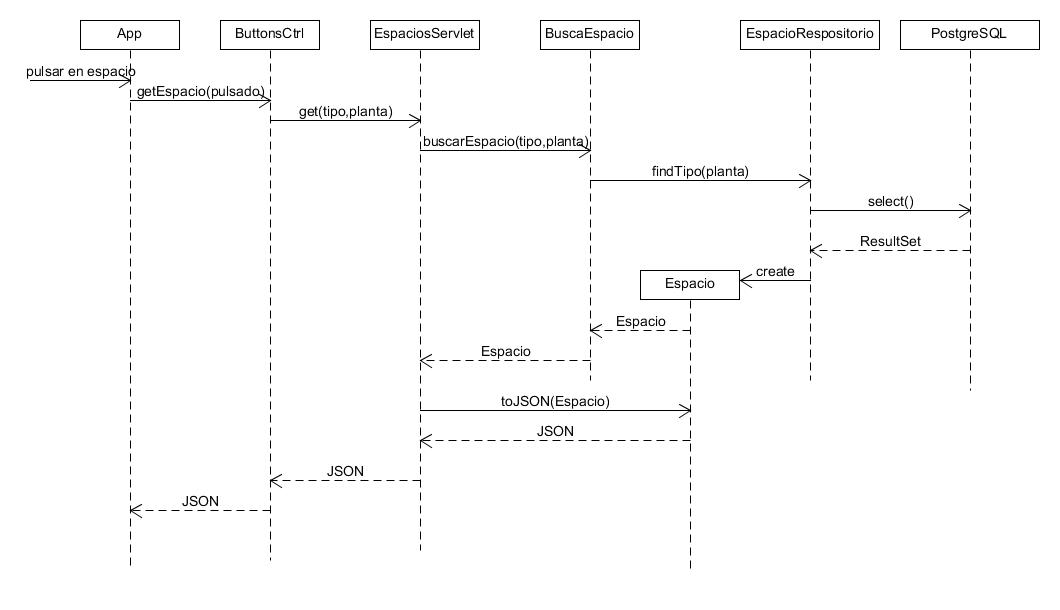 App
ButtonsCtrl
EspaciosServlet
BuscaEspacio
EspacioRespositorio
PostgreSQL
pulsar en espacio
getEspacio(pulsado)
get(tipo,planta)
buscarEspacio(tipo,planta)
findTipo(planta)
select()
ResultSet
create
Espacio
Espacio
Espacio
toJSON(Espacio)
JSON
JSON
JSON